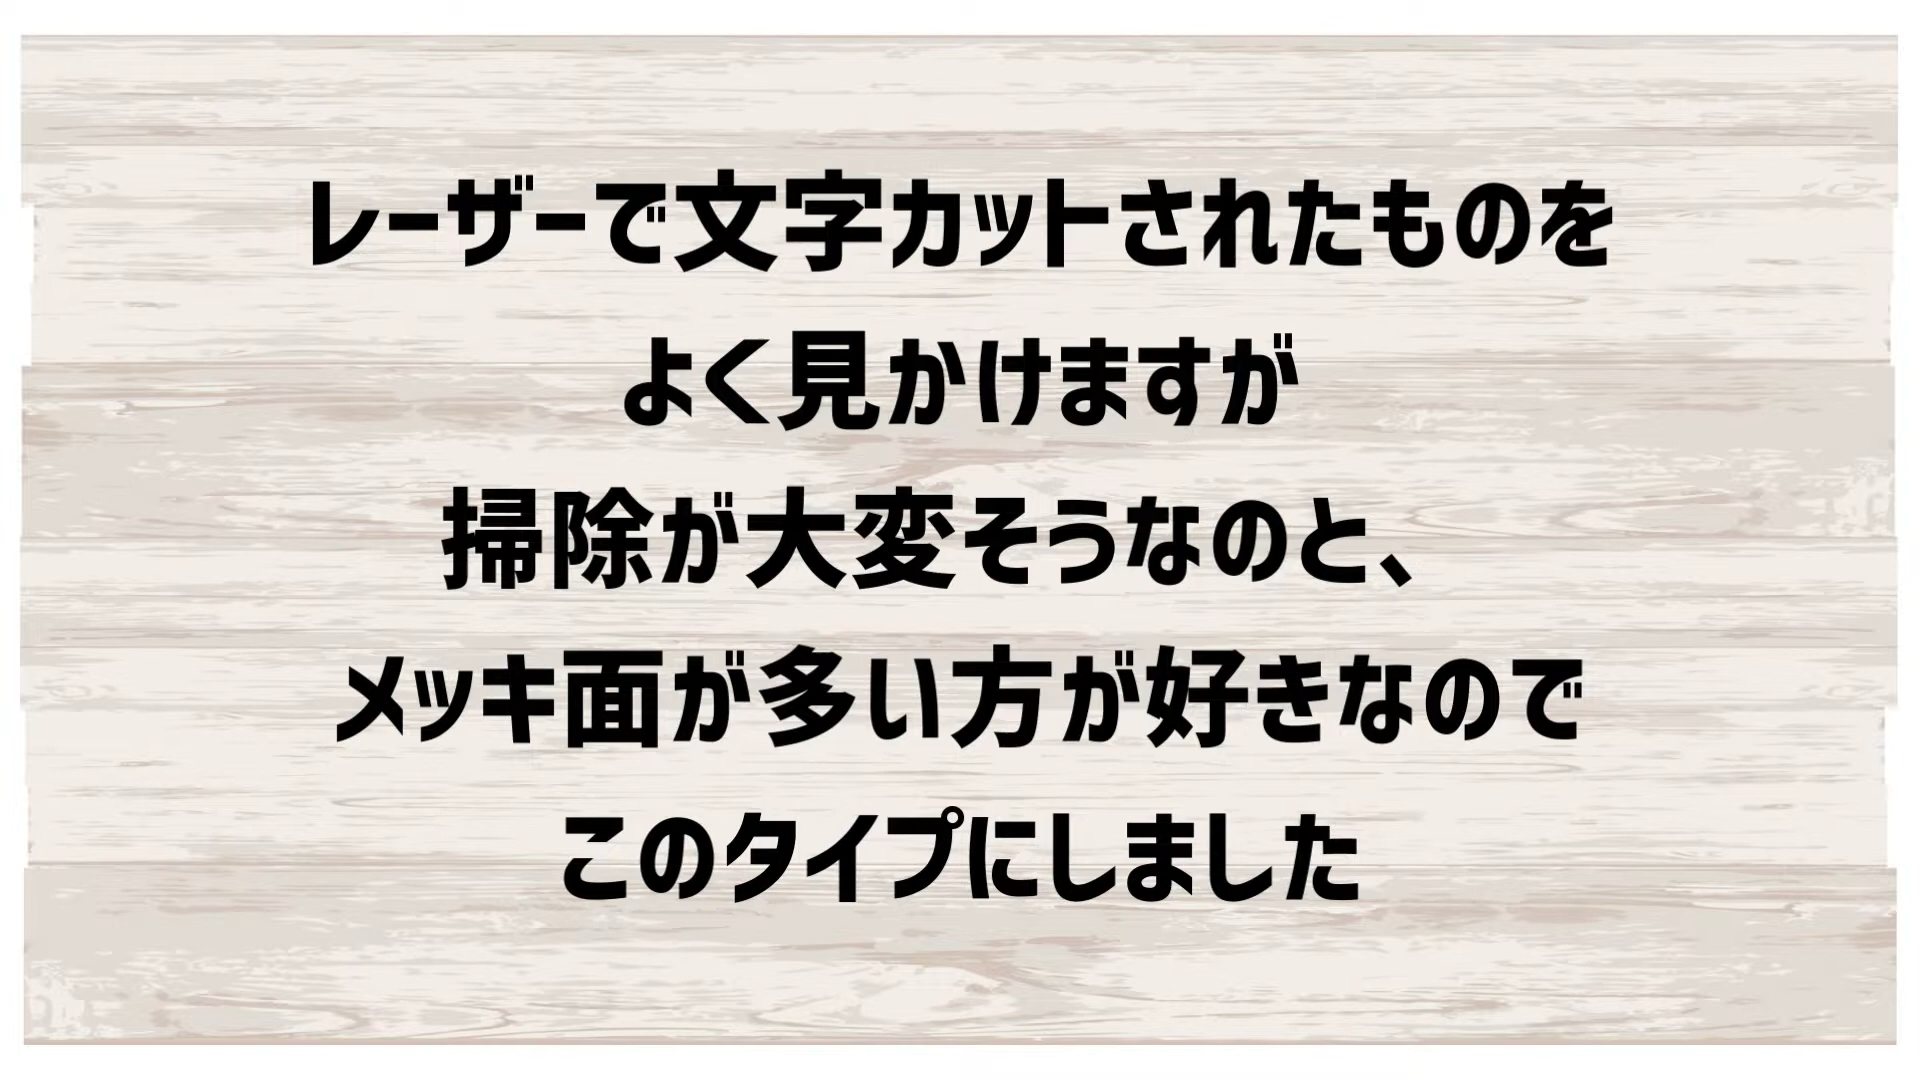 レーザーで文字カットされたものを
よく見かけますが
掃除が大変そうなのと、
メッキ面が多い方が好きなので
このタイプにしました